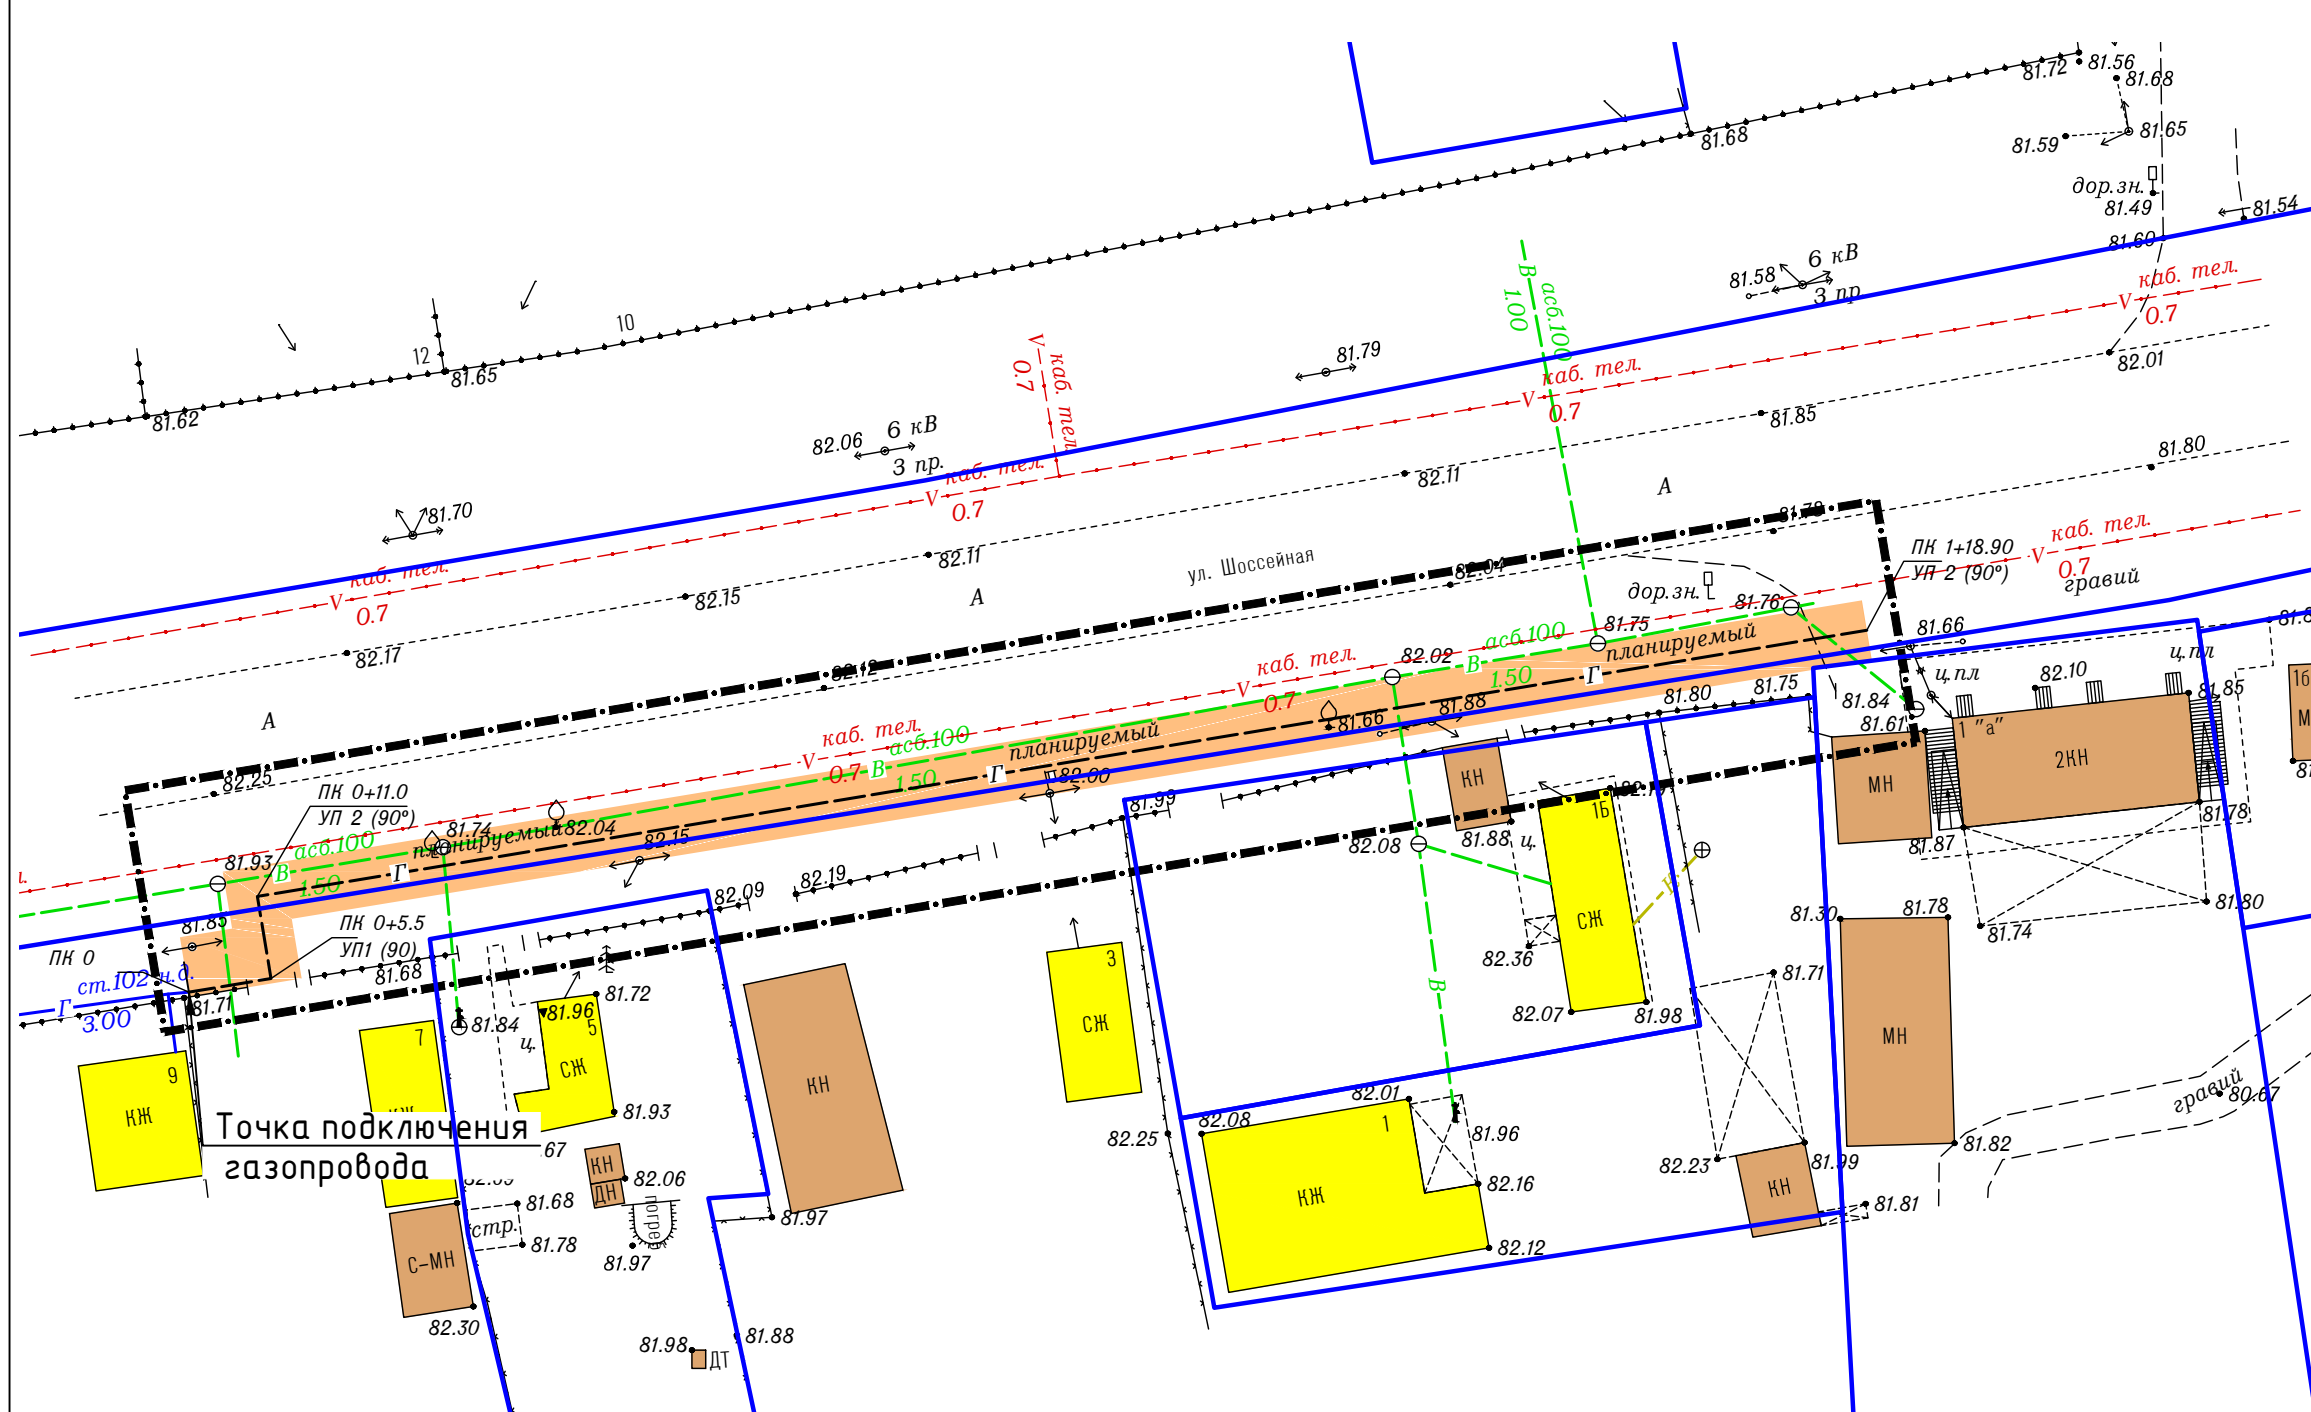 81.72
81.56
81.68
81.65
81.59
81.68
дор.зн.
81.49
81.54
81.60
6 кВ
81.58
3 пр
каб. тел.
V
0.7
В
1.00
асб.100
10
12
81.65
81.62
V
0.7
каб. тел.
81.79
каб. тел.
V
0.7
82.01
81.85
82.06
6 кВ
3 пр.
каб. тел.
V
0.7
82.11
81.80
А
81.70
82.11
ул. Шоссейная
82.04
81.78
ПК 1+18.90
УП 2 (90°)
каб. тел.
V
0.7
гравий
каб. тел.
V
0.7
82.15
А
дор.зн.
81.76
82.17
82.12
81.75
81.66
82.02
асб.100
В
1.50
планируемый
Г
каб. тел.
V
0.7
ц.пл
ц.пл
82.10
81.85
81.84
81.61
81.75
81.80
81.88
81.66
А
82.25
каб. тел.
V
0.7
асб.100
В
1.50
планируемый
Г
82.00
81.99
1б
1 "а"
2КН
МН
КН
81.78
81.87
ПК 0+11.0
УП 2 (90°)
81.74
планируемый
82.04
82.15
81.93
асб.100
В
1.50
Г
82.19
82.09
82.08
81.88
ц.
1Б
СЖ
81.80
81.74
81.30
81.78
81.85
ПК 0+5.5
УП1 (90)
ПК 0
81.68
ст.102 н.д.
Г
3.00
81.71
81.72
81.96
81.84
ц.
5
СЖ
7
9
КЖ
3
СЖ
КН
82.36
82.07
81.98
В
81.71
МН
гравий
80.67
81.93
82.01
82.08
1
КЖ
81.96
82.25
82.16
82.12
82.23
81.99
81.82
КН
81.81
Точка подключения
газопровода
.67
КН
ДН
82.06
погреб
81.68
стр.
81.78
81.97
81.97
С-МН
82.30
81.98
ДТ
81.88